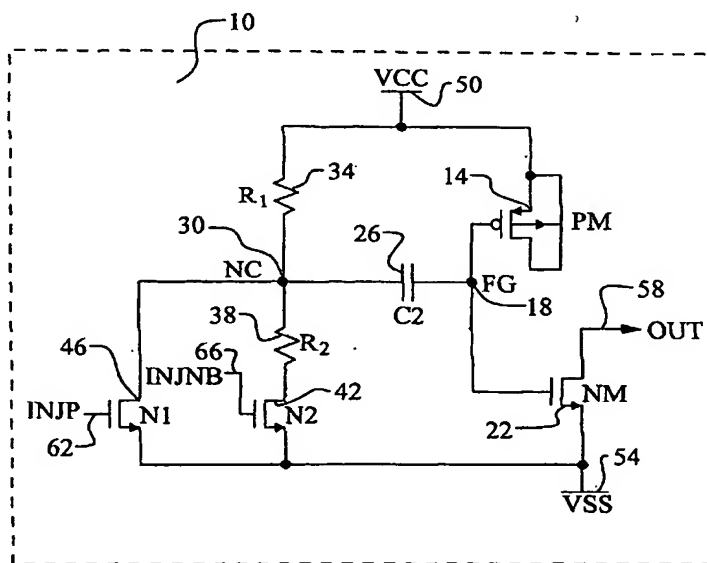 10
VCC 50
R1 34
14
PM
30
NC
26
FG
18
C2
58
OUT
38
R2
66
INJNB
46
42
INJP
N1
N2
62
NM
22
54
VSS